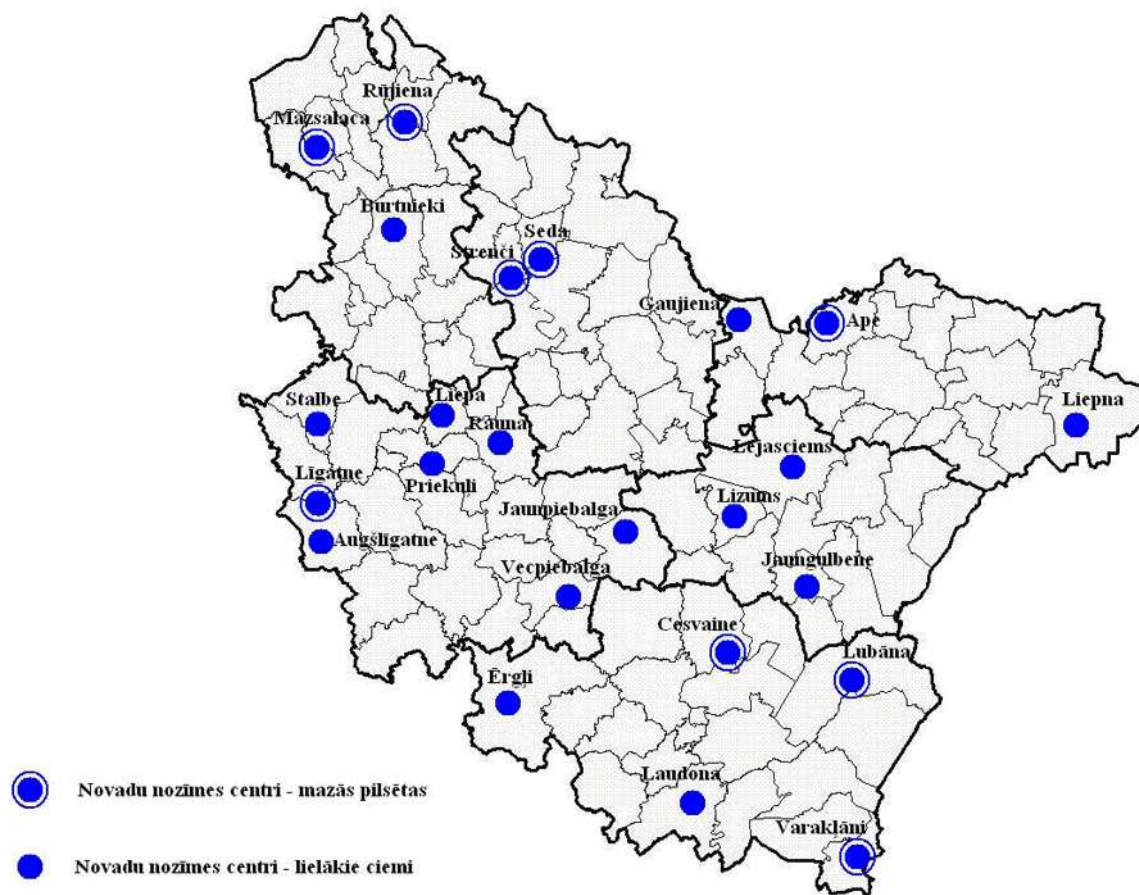 Rūjiena
Mazsalaca
Burtnieki
Seda
Strenči
Gaujiena
Ape
Stalbe
Liepa
Liepna
Rauna
Lejasciems
Līgatne
Priekuļi
Lizums
Jaunpiebalga
Augšlīgatne
Vecpiebalga
Jaungulbene
Cesvaine
Lubāna
Ērgļi
Ļaudona
Novadu nozīmes centri - mazās pilsētas
Varakļāni
Novadu nozīmes centri - lielākie ciemi